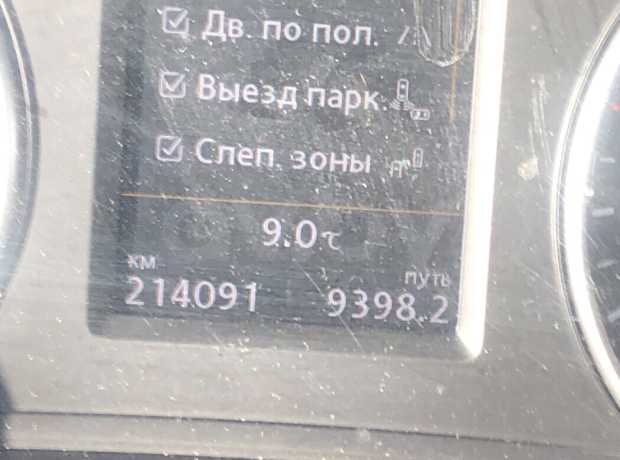 Дв. по пол.
Выезд парк.
Слеп. зоны
9.0°C
км путь
214091 9398.2